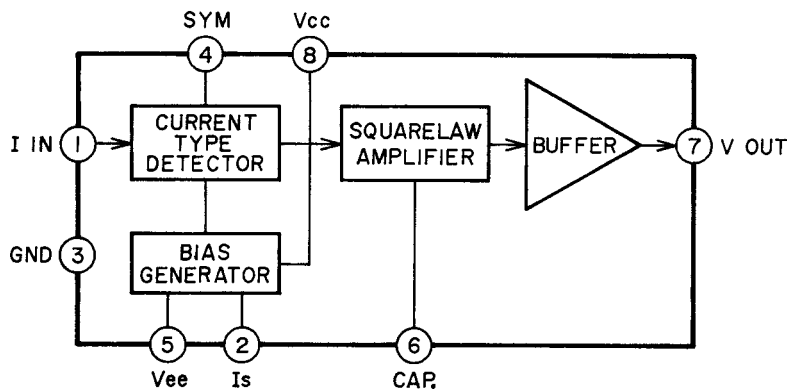 SYM
Vcc
4
8
I IN
1
CURRENT
TYPE
DETECTOR
SQUARELAW
AMPLIFIER
BUFFER
7
V OUT
GND
3
BIAS
GENERATOR
5
2
6
Vee
Is
CAP.